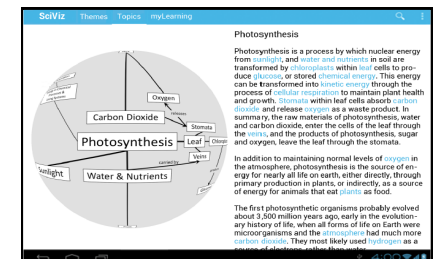 SciViz Themes Topics myLearning
Oxygen
releases
Carbon Dioxide
Stomata
Photosynthesis
Leaf
Veins
carried by
Sunlight
Water & Nutrients
Photosynthesis
Photosynthesis is a process by which nuclear energy
from sunlight, and water and nutrients in soil are
transformed by chloroplasts within leaf cells to pro-
duce glucose, or stored chemical energy. This energy
can be transformed into kinetic energy through the
process of cellular respiration to maintain plant health
and growth. Stomata within leaf cells absorb carbon
dioxide and release oxygen as a waste product. In
summary, the raw materials of photosynthesis, water
and carbon dioxide, enter the cells of the leaf through
the veins, and the products of photosynthesis, sugar
and oxygen, leave the leaf through the stomata.
In addition to maintaining normal levels of oxygen in
the atmosphere, photosynthesis is the source of en-
ergy for nearly all life on earth, either directly, through
primary production in plants, or indirectly, as a source
of energy for animals that eat plants as food.
The first photosynthetic organisms probably evolved
about 3,500 million years ago, early in the evolution-
ary history of life, when all forms of life on Earth were
microorganisms and the atmosphere had much more
carbon dioxide. They most likely used hydrogen as a
source of electrons, rather than water.
4:00